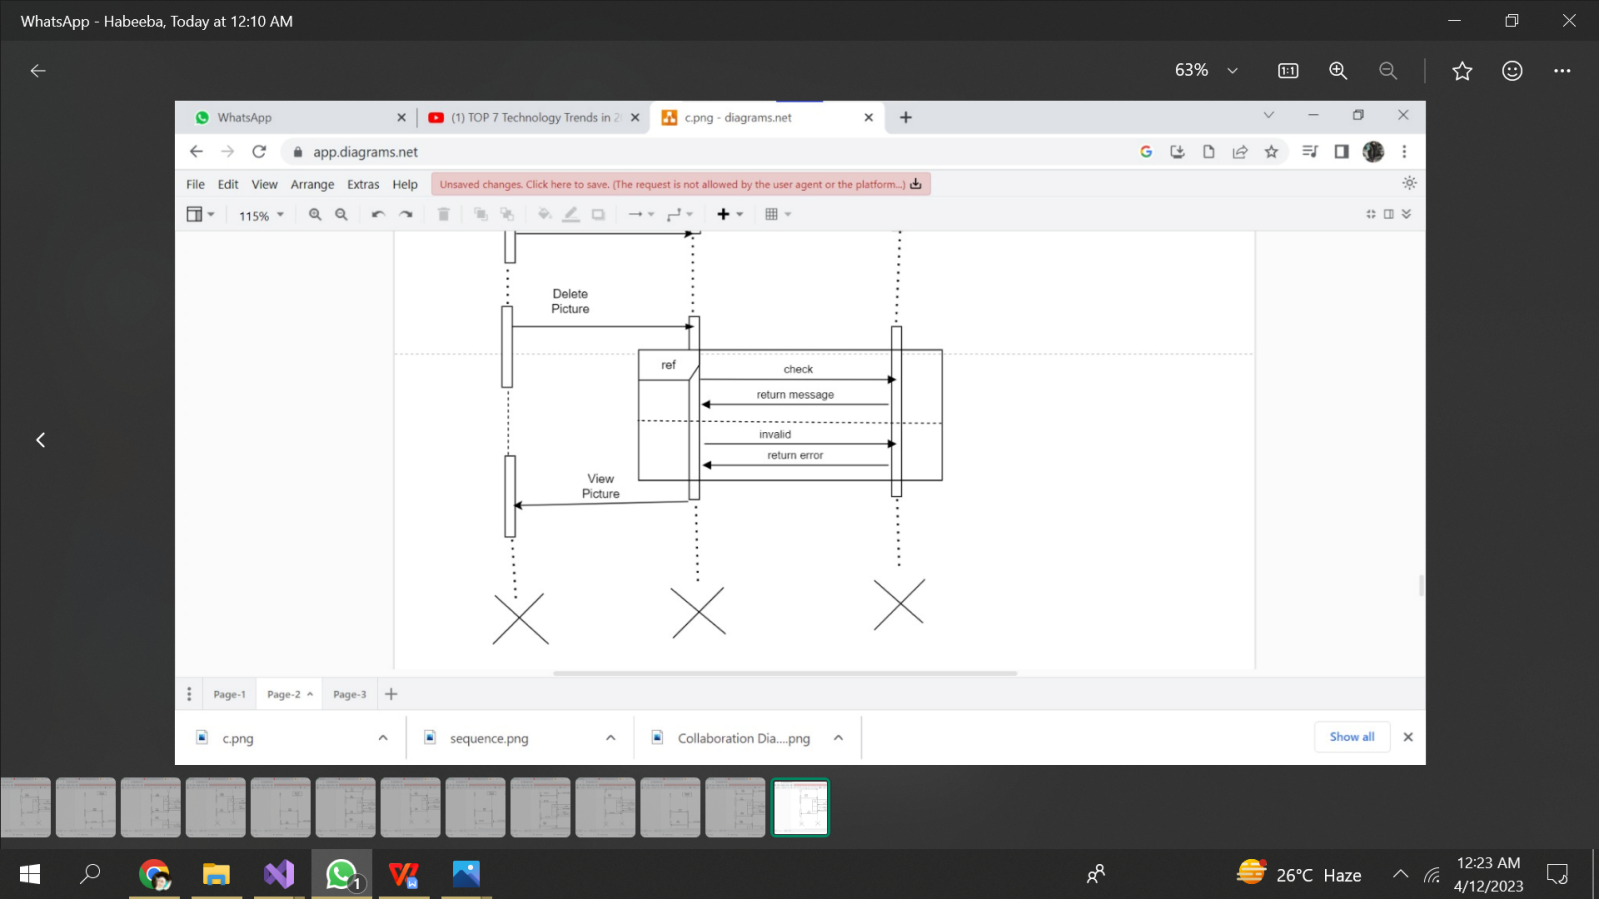 WhatsApp - Habeeba, Today at 12:10 AM
63%
1:1
WhatsApp
(1) TOP 7 Technology Trends in 2
c.png - diagrams.net
app.diagrams.net
File Edit View Arrange Extras Help
Unsaved changes. Click here to save. (The request is not allowed by the user agent or the platform...)
115%
Delete
Picture
ref
check
return message
invalid
return error
View
Picture
Page-1 Page-2 Page-3
c.png
sequence.png
Collaboration Dia....png
Show all
1
26°C Haze
12:23 AM
4/12/2023